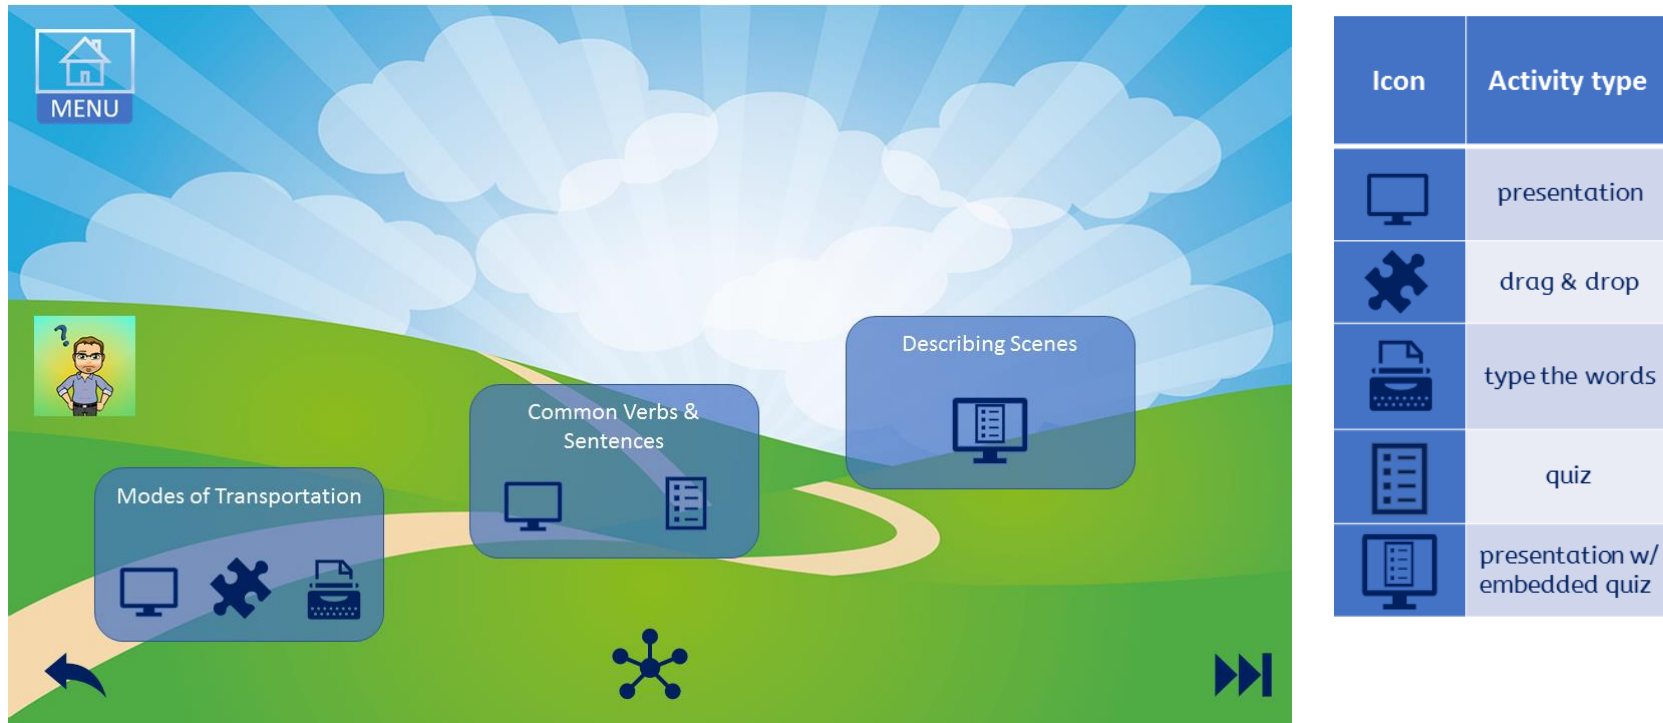 MENU
Describing Scenes
Common Verbs &
Sentences
Modes of Transportation
?
Icon
Activity type
presentation
drag & drop
type the words
quiz
presentation w/
embedded quiz